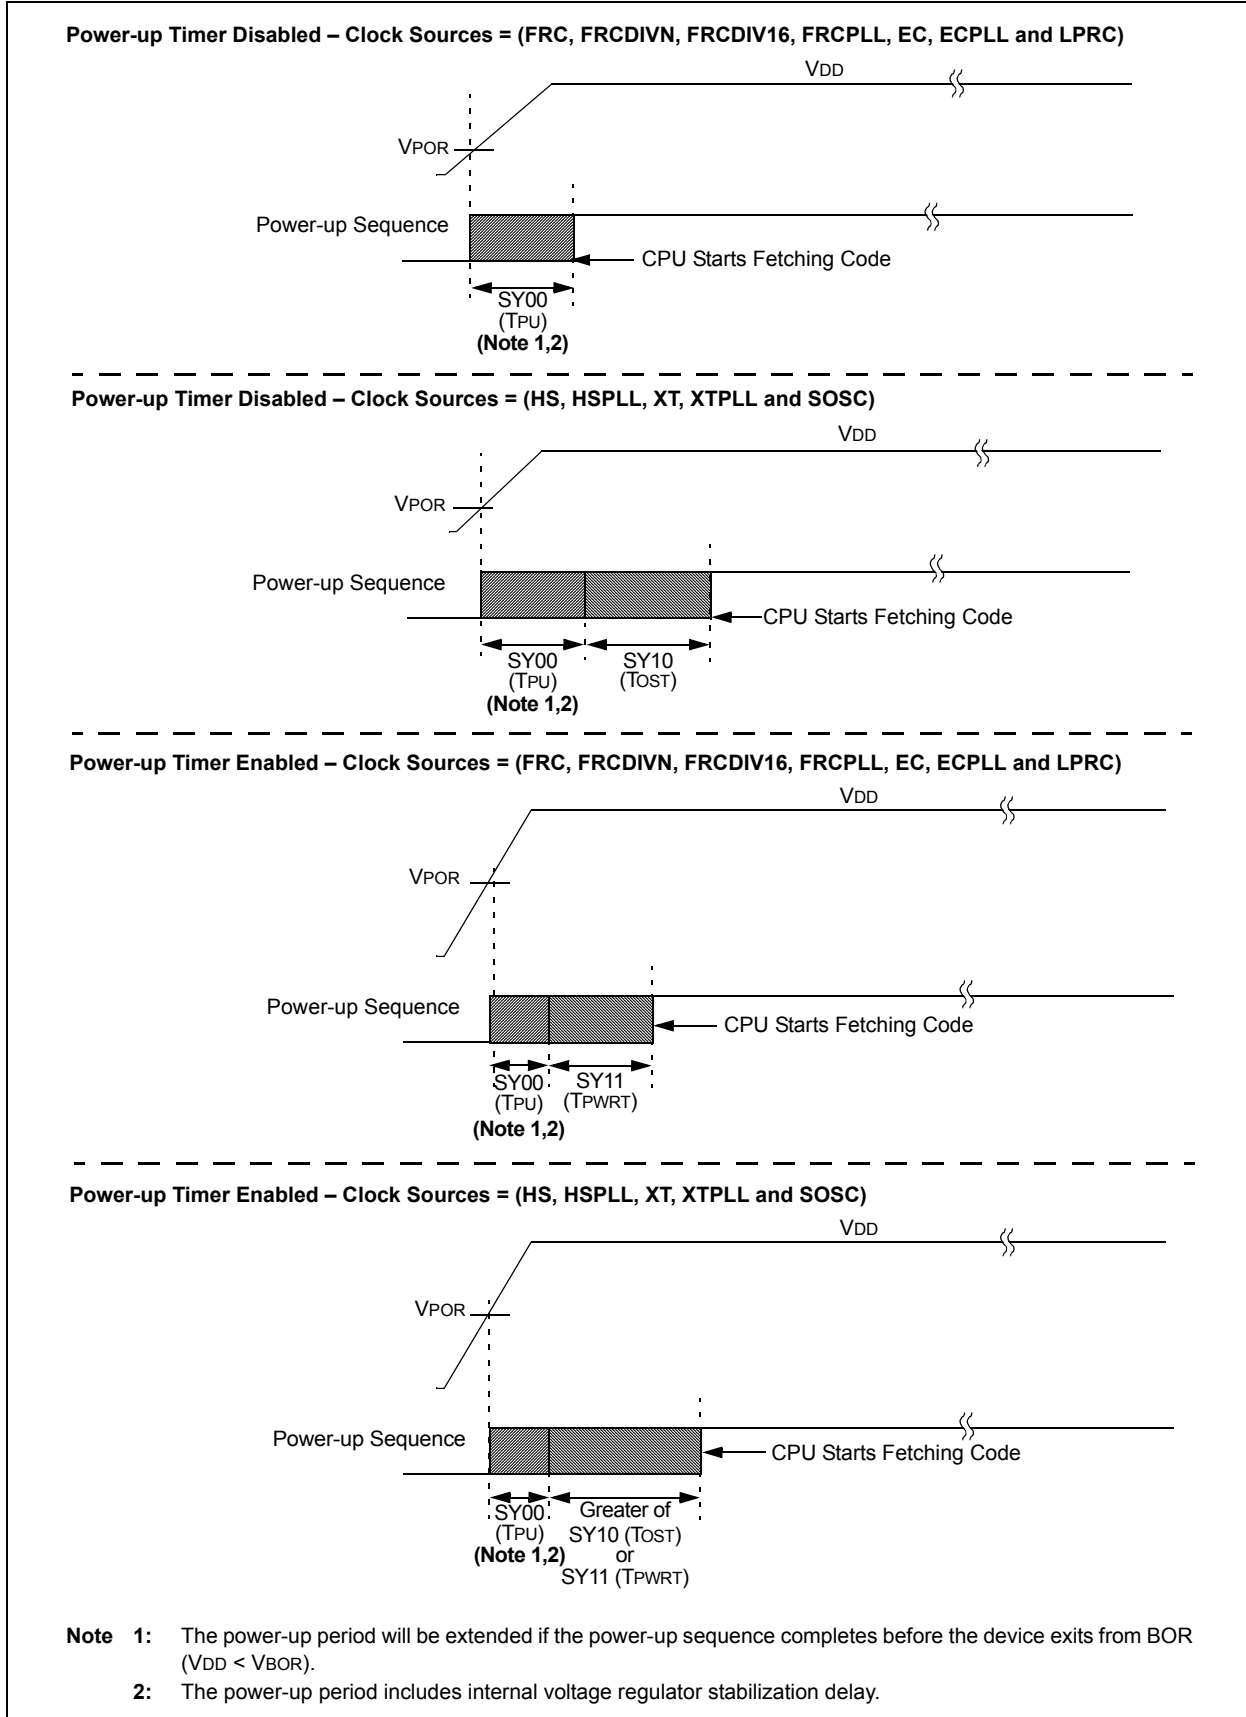 Power-up Timer Disabled – Clock Sources = (FRC, FRCDIVN, FRCDIV16, FRCPLL, EC, ECPLL and LPRC)
VDD
VPOR
Power-up Sequence
CPU Starts Fetching Code
SY00
(TPU)
(Note 1,2)
Power-up Timer Disabled – Clock Sources = (HS, HSPLL, XT, XTPLL and SOSC)
VDD
VPOR
Power-up Sequence
CPU Starts Fetching Code
SY00
(TPU)
(Note 1,2)
SY10
(TOST)
Power-up Timer Enabled – Clock Sources = (FRC, FRCDIVN, FRCDIV16, FRCPLL, EC, ECPLL and LPRC)
VDD
VPOR
Power-up Sequence
CPU Starts Fetching Code
SY00
(TPU)
(Note 1,2)
SY11
(TPWRT)
Power-up Timer Enabled – Clock Sources = (HS, HSPLL, XT, XTPLL and SOSC)
VDD
VPOR
Power-up Sequence
CPU Starts Fetching Code
SY00
(TPU)
(Note 1,2)
Greater of
SY10 (TOST)
or
SY11 (TPWRT)
Note 1: The power-up period will be extended if the power-up sequence completes before the device exits from BOR
(VDD < VBOR).
2: The power-up period includes internal voltage regulator stabilization delay.